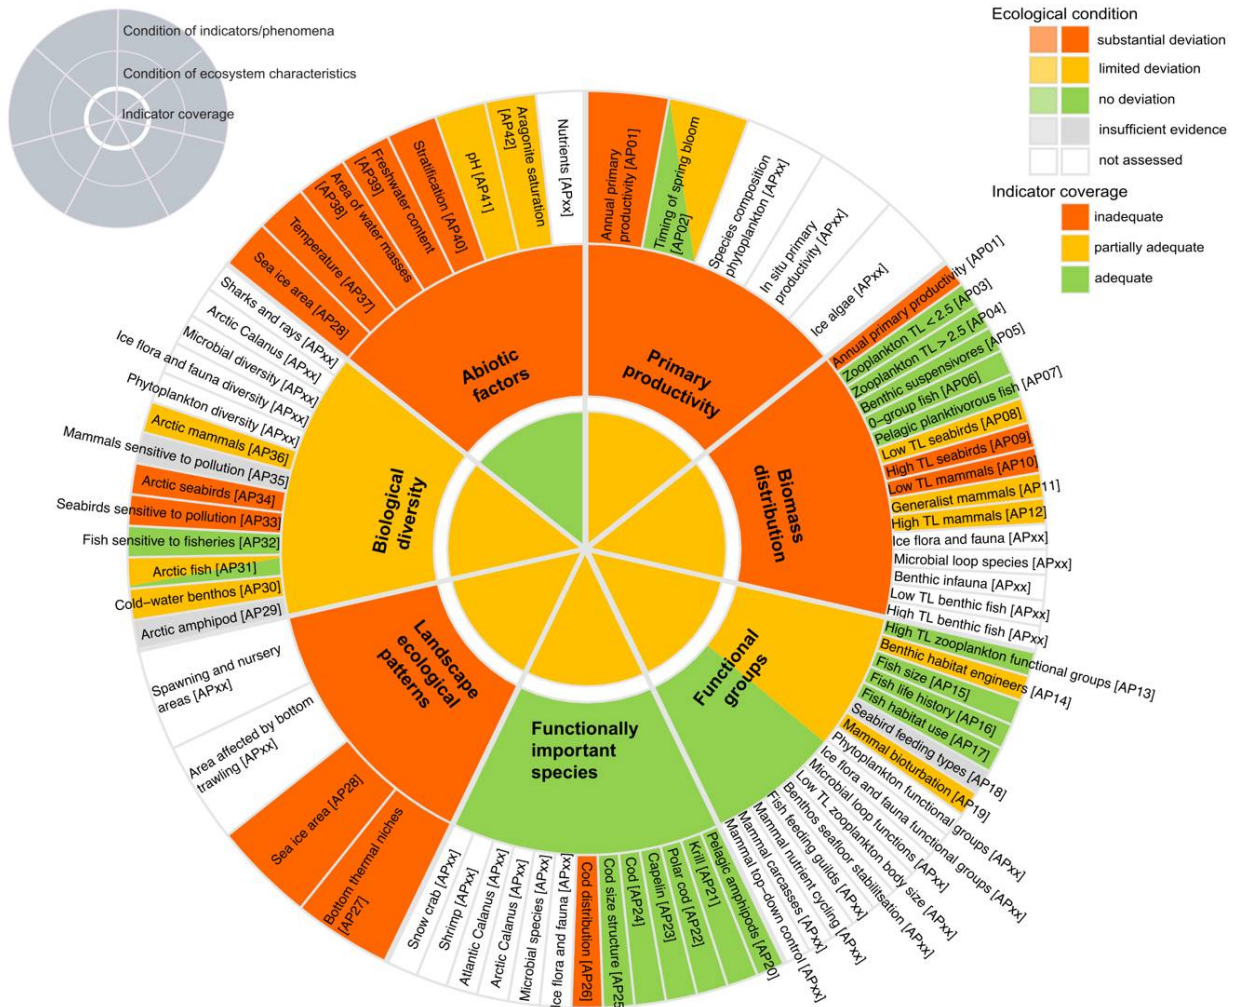 Condition of indicators/phenomena
Condition of ecosystem characteristics
Indicator coverage
Ecological condition
substantial deviation
limited deviation
no deviation
insufficient evidence
not assessed
Indicator coverage
inadequate
partially adequate
adequate
Primary
productivity
Annual primary
productivity [AP01]
Timing of spring bloom
[AP02]
Species composition
phytoplankton [APxx]
In situ primary
productivity [APxx]
Ice algae [APxx]
Biomass
distribution
Annual primary productivity [AP01]
Zooplankton TL < 2.5 [AP03]
Zooplankton TL > 2.5 [AP04]
Benthic suspensivores [AP05]
0−group fish [AP06]
Pelagic planktivorous fish [AP07]
Low TL seabirds [AP08]
High TL seabirds [AP09]
Low TL mammals [AP10]
Generalist mammals [AP11]
High TL mammals [AP12]
Ice flora and fauna [APxx]
Microbial loop species [APxx]
Benthic infauna [APxx]
Low TL benthic fish [APxx]
High TL benthic fish [APxx]
Functional
groups
High TL zooplankton functional groups [AP13]
Benthic habitat engineers [AP14]
Fish size [AP15]
Fish life history [AP16]
Fish habitat use [AP17]
Seabird feeding types [AP18]
Mammal bioturbation [AP19]
Phytoplankton functional groups [APxx]
Ice flora and fauna functional groups [APxx]
Microbial loop functions [APxx]
Low TL zooplankton body size [APxx]
Benthos seafloor stabilitsation [APxx]
Fish feeding guilds [APxx]
Mammal nutrient cycling [APxx]
Mammal carcasses [APxx]
Mammal top−down control [APxx]
Functionally
important
species
Pelagic amphipods [AP20]
Krill [AP21]
Polar cod [AP22]
Capelin [AP23]
Cod [AP24]
Cod size structure [AP25
Cod distribution [AP26]
Ice flora and fauna [APxx]
Microbial species [APxx]
Arctic Calanus [APxx]
Atlantic Calanus [APxx]
Shrimp [APxx]
Snow crab [APxx]
Landscape
ecological
patterns
Bottom thermal niches
[AP27]
Sea ice area [AP28]
Area affected by bottom
trawling [APxx]
Spawning and nursery
areas [APxx]
Biological
diversity
Arctic amphipod [AP29]
Cold−water benthos [AP30]
Arctic fish [AP31]
Fish sensitive to fisheries [AP32]
Seabirds sensitive to pollution [AP33]
Arctic seabirds [AP34]
Mammals sensitive to pollution [AP35]
Arctic mammals [AP36]
Phytoplankton diversity [APxx]
Ice flora and fauna diversity [APxx]
Microbial diversity [APxx]
Arctic Calanus [APxx]
Sharks and rays [APxx]
Abiotic
factors
Sea ice area [AP28]
Temperature [AP37]
Area of water masses
[AP38]
Freshwater content
[AP39]
Stratification [AP40]
pH [AP41]
Aragonite saturation
[AP42]
Nutrients [APxx]